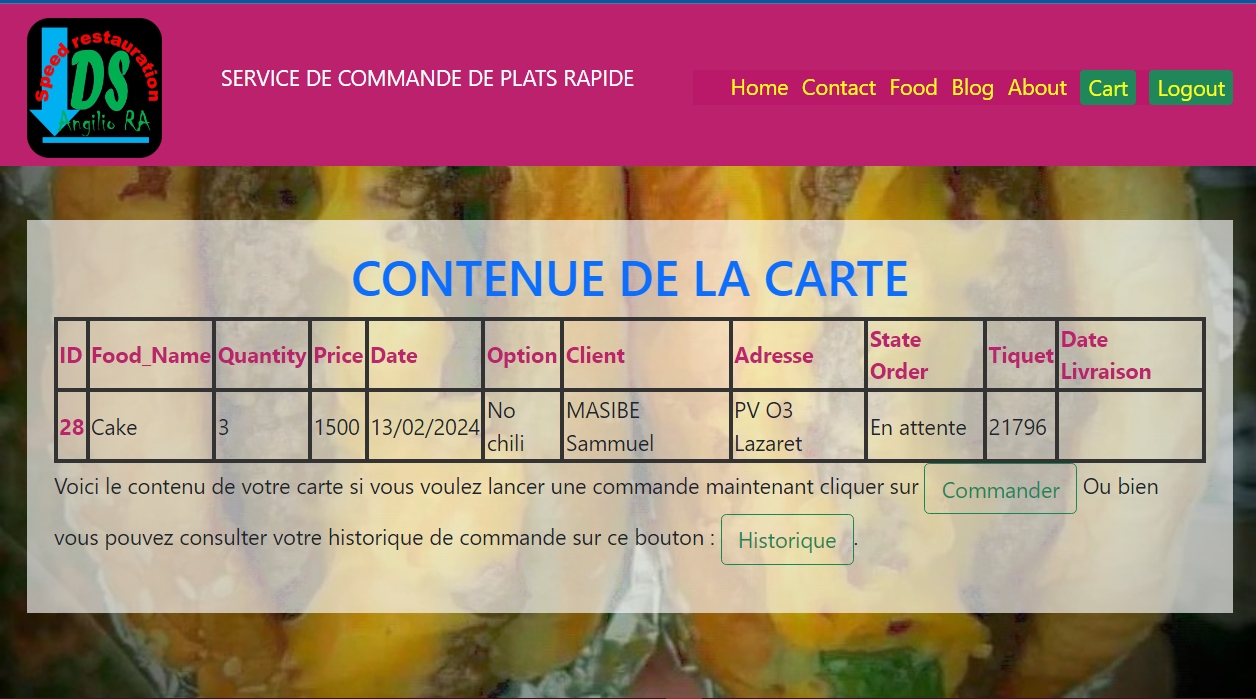 Speed restauration
DS
Angilio RA
SERVICE DE COMMANDE DE PLATS RAPIDE
Home Contact Food Blog About Cart Logout
CONTENUE DE LA CARTE
ID Food_Name Quantity Price Date Option Client Adresse State Order Tiquet Date Livraison
28 Cake 3 1500 13/02/2024 No chili MASIBE Sammuel PV O3 Lazaret En attente 21796
Voici le contenu de votre carte si vous voulez lancer une commande maintenant cliquer sur Commander Ou bien
vous pouvez consulter votre historique de commande sur ce bouton : Historique.